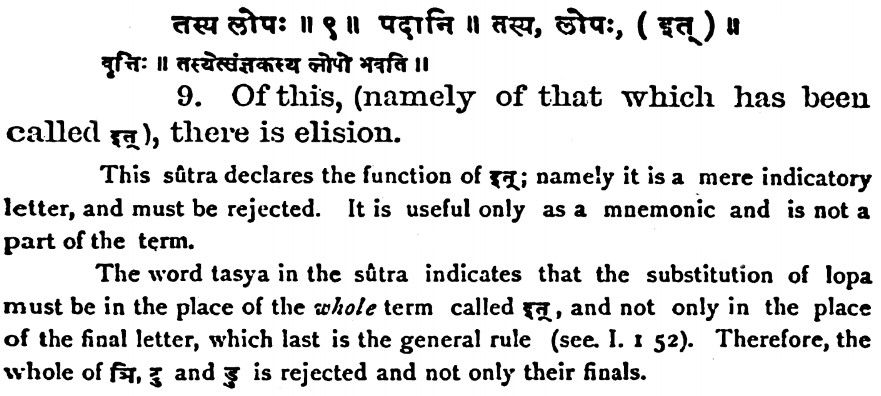 तस्य लोपः ॥ ९ ॥ पदानि ॥ तस्य, लोपः, ( इत् ) ॥
वृत्तिः ॥ तस्येत्संज्ञकस्य लोपो भवति ॥
9. Of this, (namely of that which has been
called इत्), there is elision.
This sûtra declares the function of इत्; namely it is a mere indicatory
letter, and must be rejected. It is useful only as a mnemonic and is not a
part of the term.
The word tasya in the sûtra indicates that the substitution of lopa
must be in the place of the whole term called इत्, and not only in the place
of the final letter, which last is the general rule (see. I. 1 52). Therefore, the
whole of ञि, टु and डु is rejected and not only their finals.